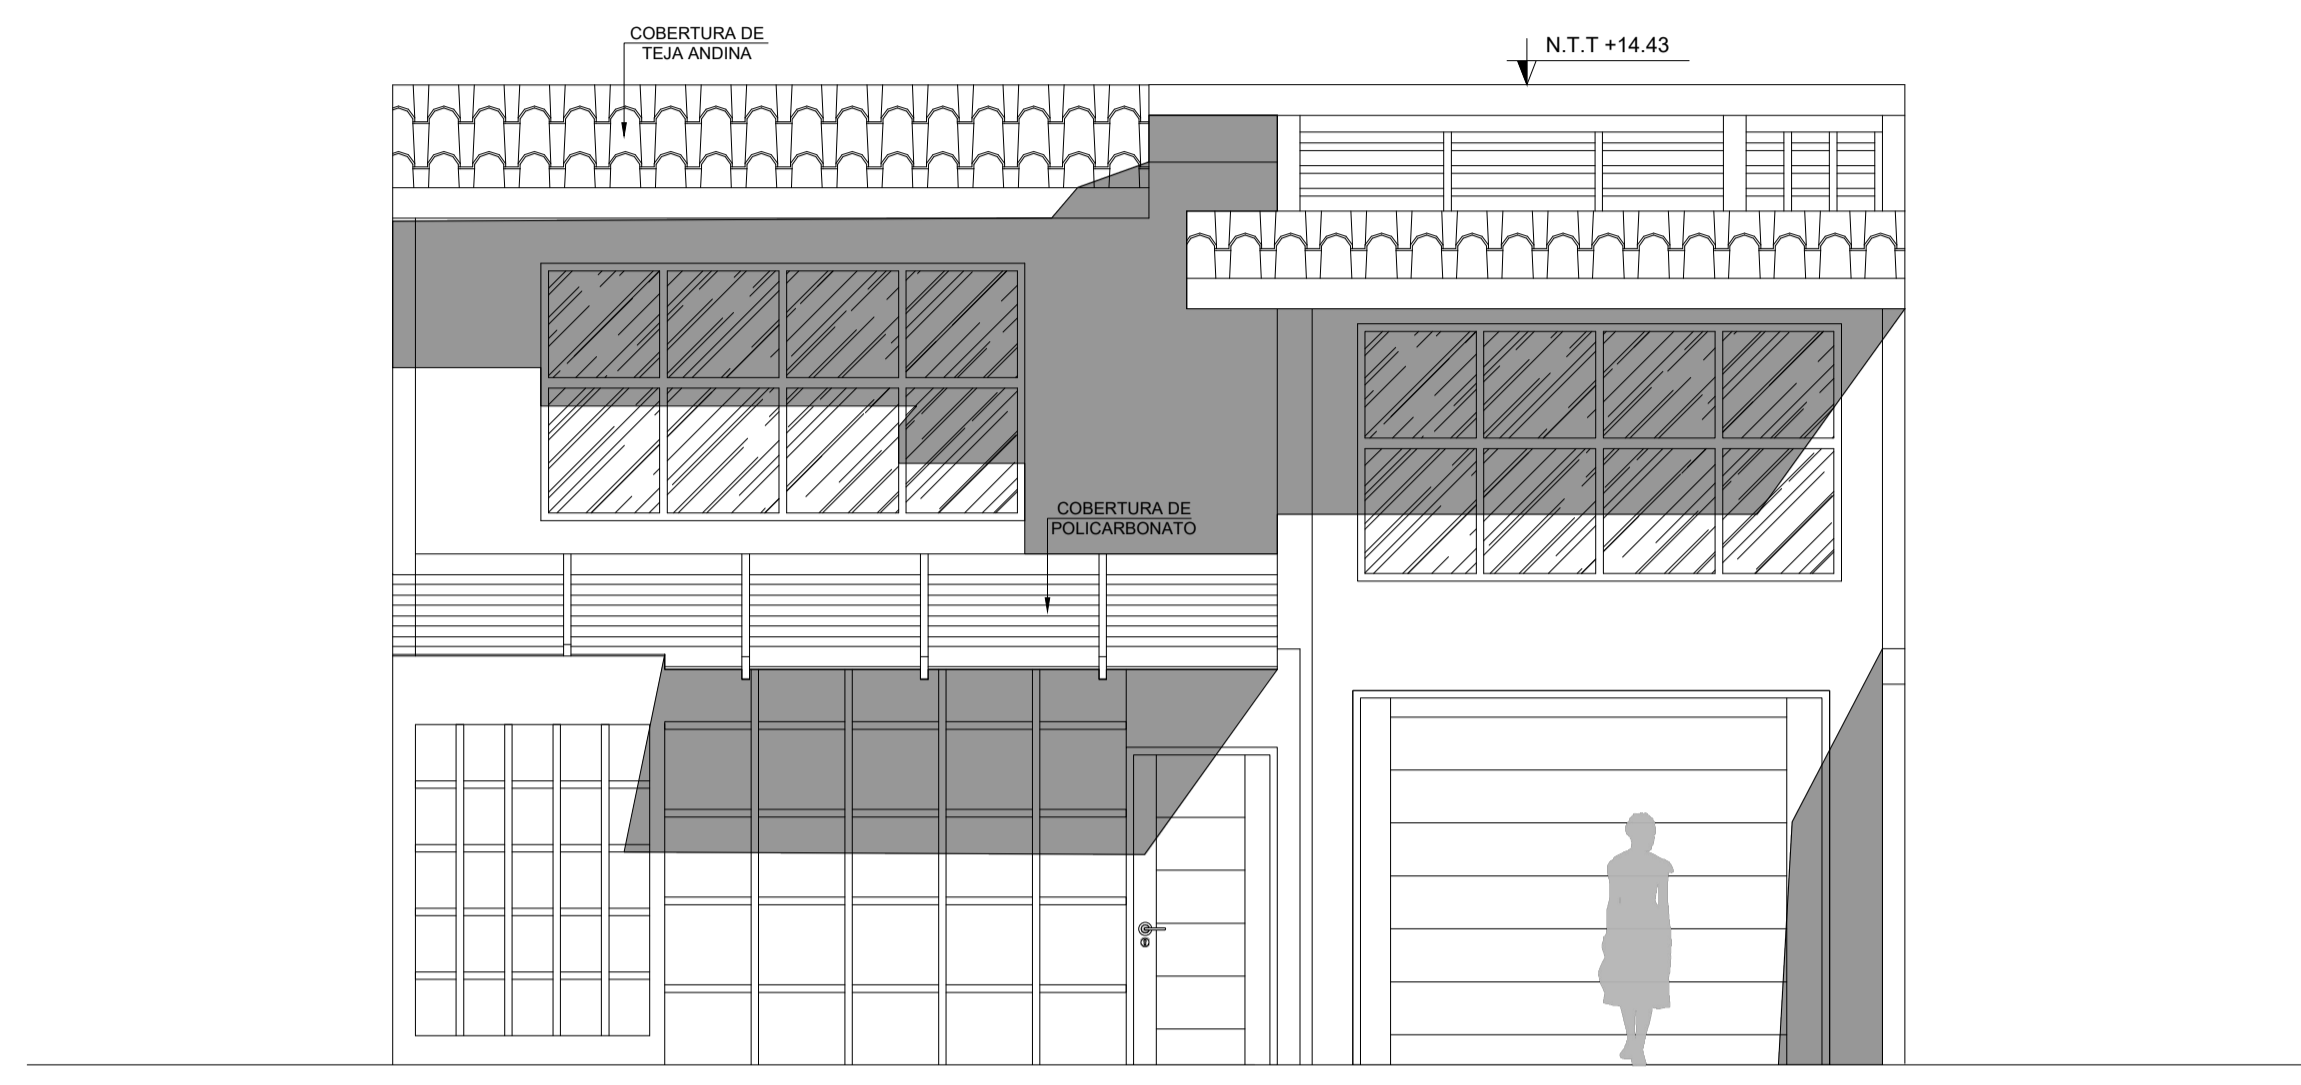 COBERTURA DE
TEJA ANDINA
N.T.T +14.43
COBERTURA DE
POLICARBONATO